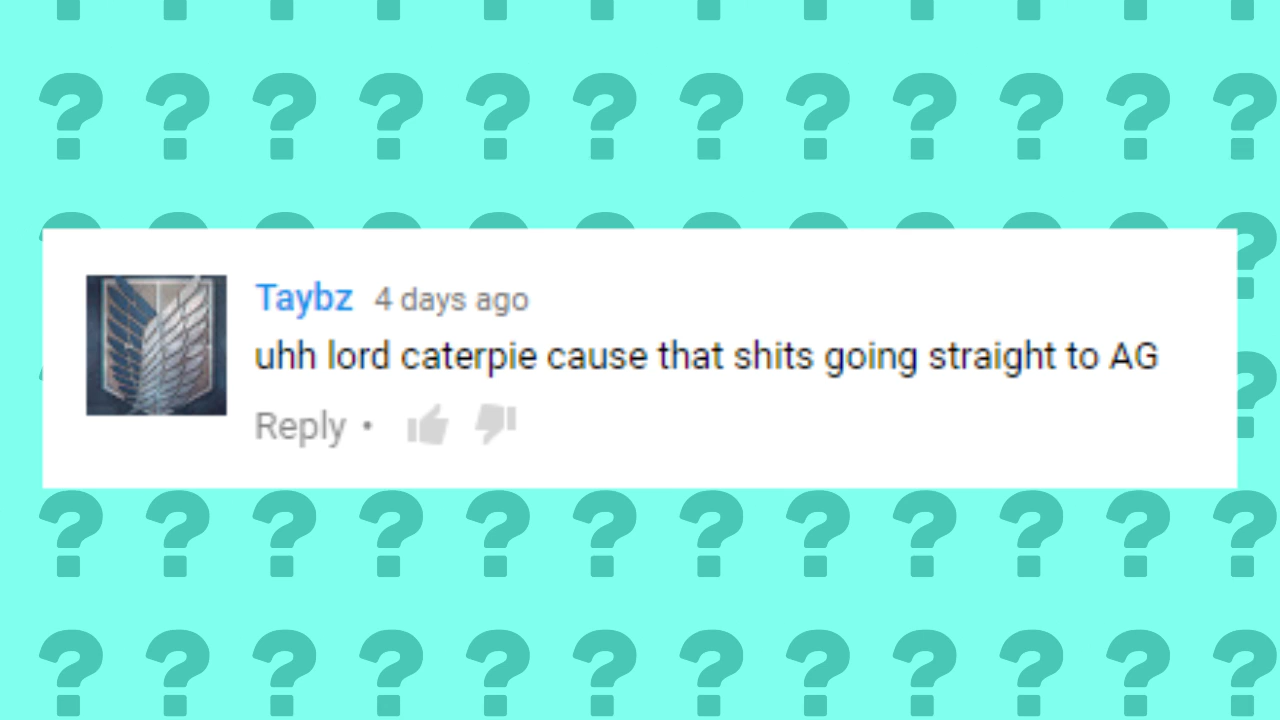 Taybz 4 days ago
uhh lord caterpie cause that shits going straight to AG
Reply •